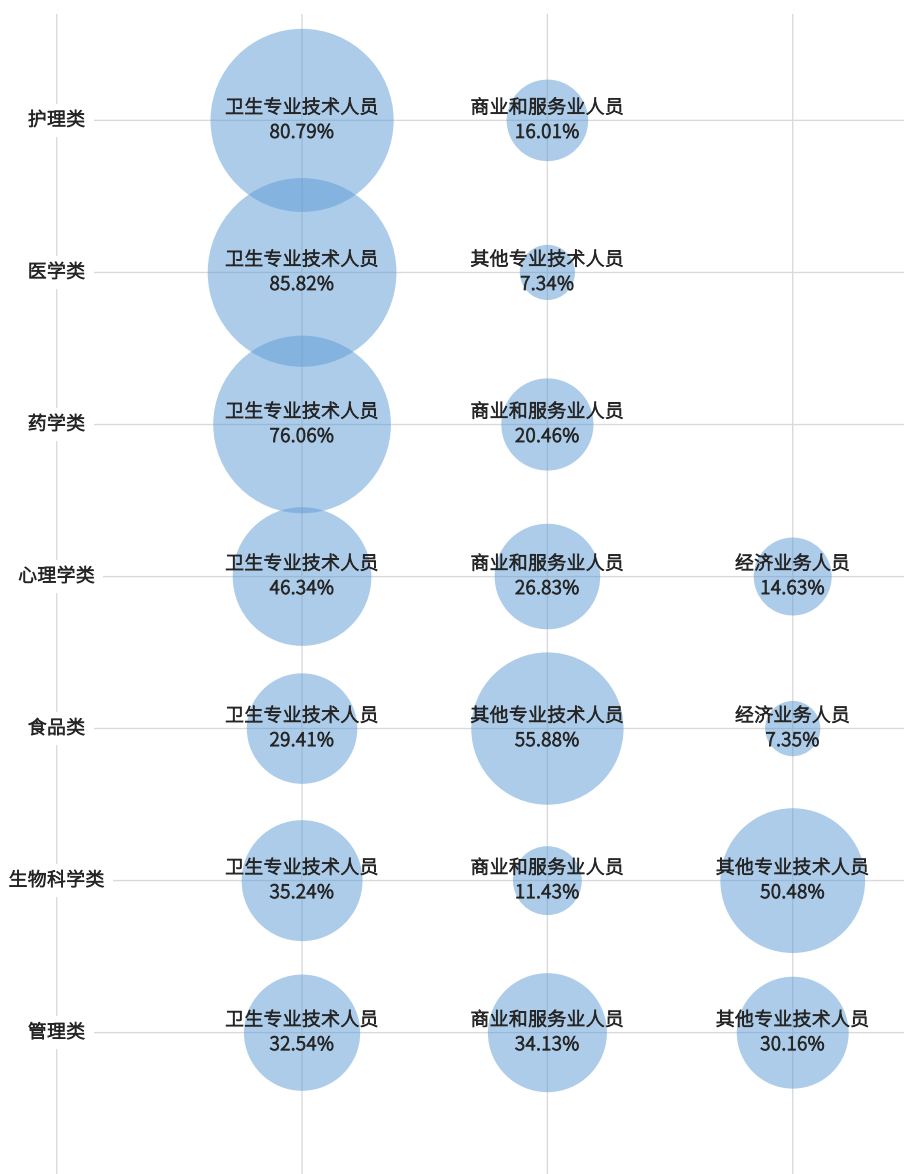 护理类
卫生专业技术人员
80.79%
商业和服务业人员
16.01%
医学类
卫生专业技术人员
85.82%
其他专业技术人员
7.34%
药学类
卫生专业技术人员
76.06%
商业和服务业人员
20.46%
心理学类
卫生专业技术人员
46.34%
商业和服务业人员
26.83%
经济业务人员
14.63%
食品类
卫生专业技术人员
29.41%
其他专业技术人员
55.88%
经济业务人员
7.35%
生物科学类
卫生专业技术人员
35.24%
商业和服务业人员
11.43%
其他专业技术人员
50.48%
管理类
卫生专业技术人员
32.54%
商业和服务业人员
34.13%
其他专业技术人员
30.16%